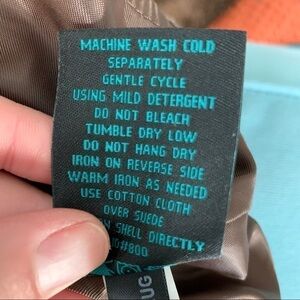 MACHINE WASH COLD
SEPARATELY
GENTLE CYCLE
USING MILD DETERGENT
DO NOT BLEACH
TUMBLE DRY LOW
DO NOT HANG DRY
IRON ON REVERSE SIDE
WARM IRON AS NEEDED
USE COTTON CLOTH
OVER SUEDE
SHELL DIRECTLY
#800